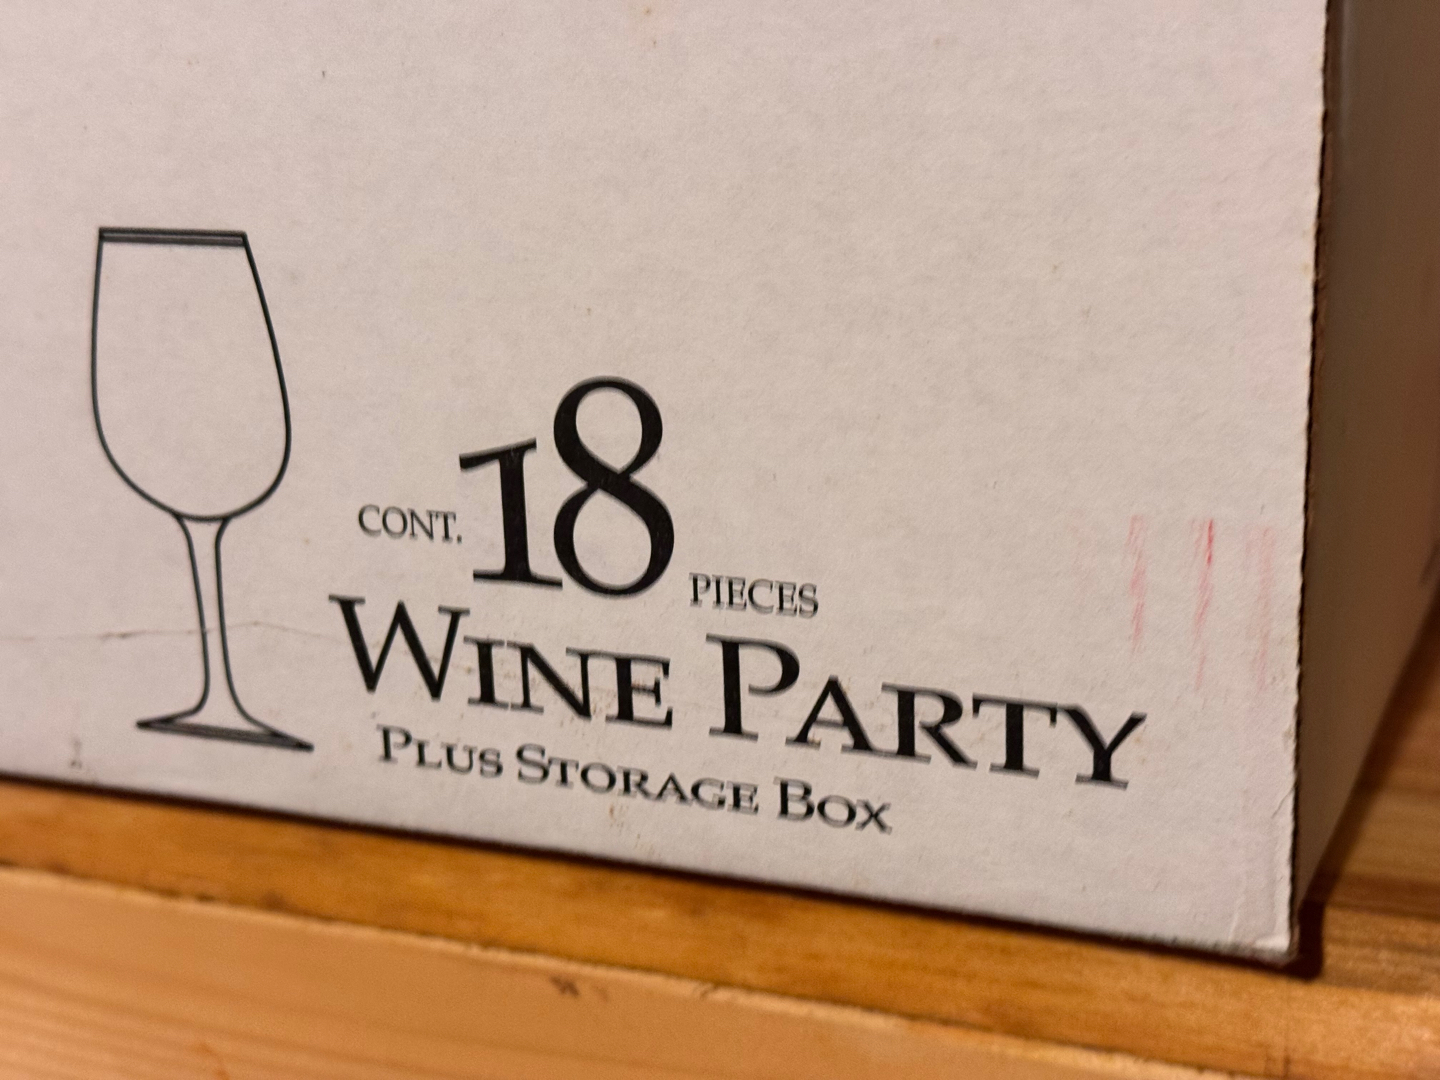 CONT. 18 PIECES
WINE PARTY
PLUS STORAGE BOX